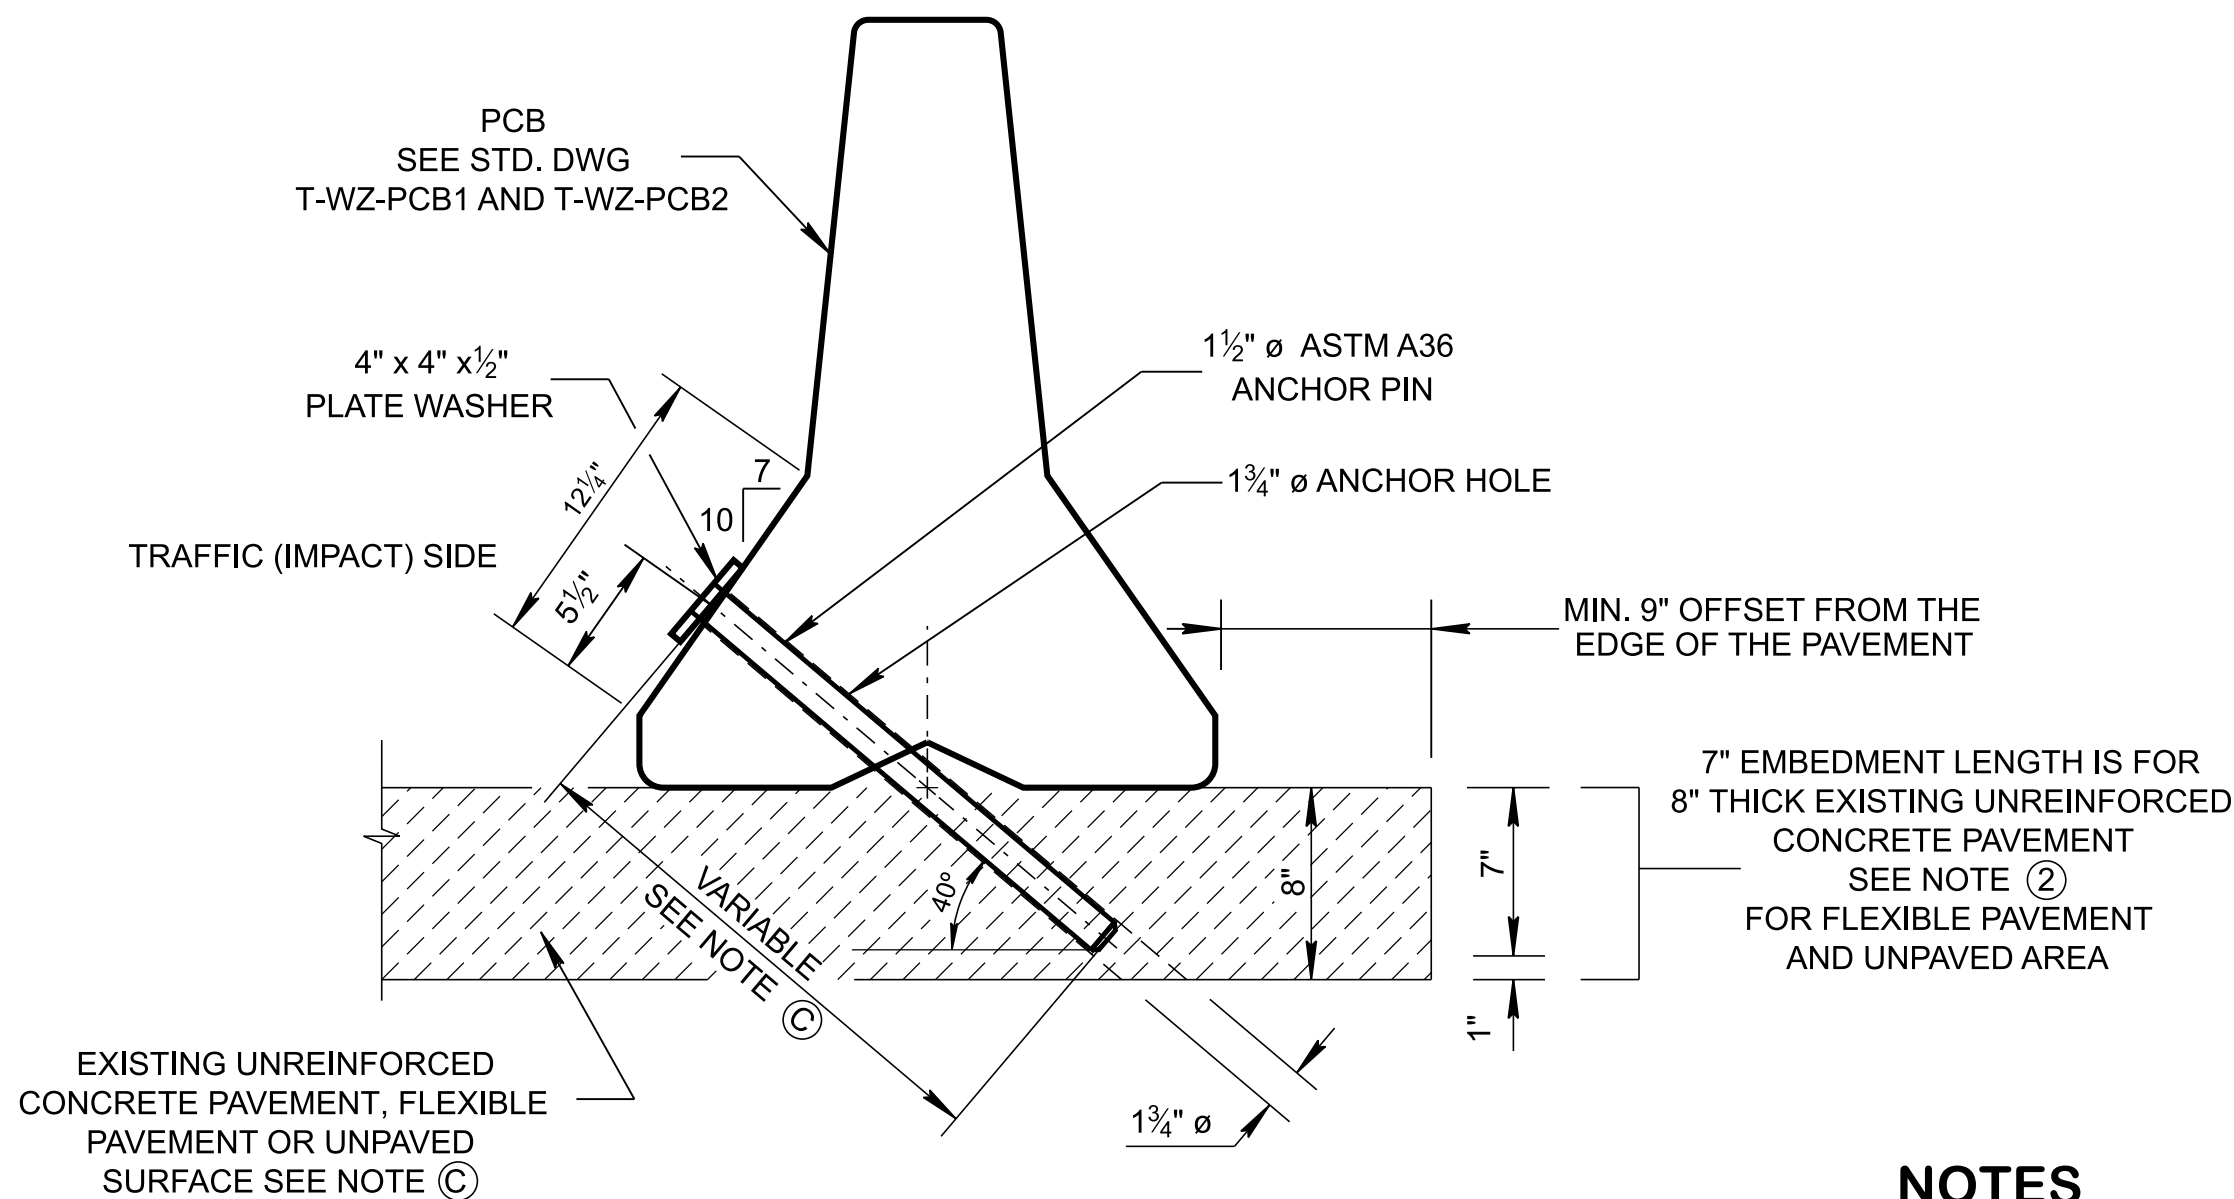 PCB
SEE STD. DWG
T-WZ-PCB1 AND T-WZ-PCB2
4" x 4" x½"
PLATE WASHER
12¼"
7
10
TRAFFIC (IMPACT) SIDE
5½"
1½" ø ASTM A36
ANCHOR PIN
1¾" ø ANCHOR HOLE
MIN. 9" OFFSET FROM THE
EDGE OF THE PAVEMENT
7" EMBEDMENT LENGTH IS FOR
8" THICK EXISTING UNREINFORCED
CONCRETE PAVEMENT
SEE NOTE ②
FOR FLEXIBLE PAVEMENT
AND UNPAVED AREA
8"
7"
1"
40º
VARIABLE
SEE NOTE Ⓒ
1¾" ø
EXISTING UNREINFORCED
CONCRETE PAVEMENT, FLEXIBLE
PAVEMENT OR UNPAVED
SURFACE SEE NOTE Ⓒ
NOTES